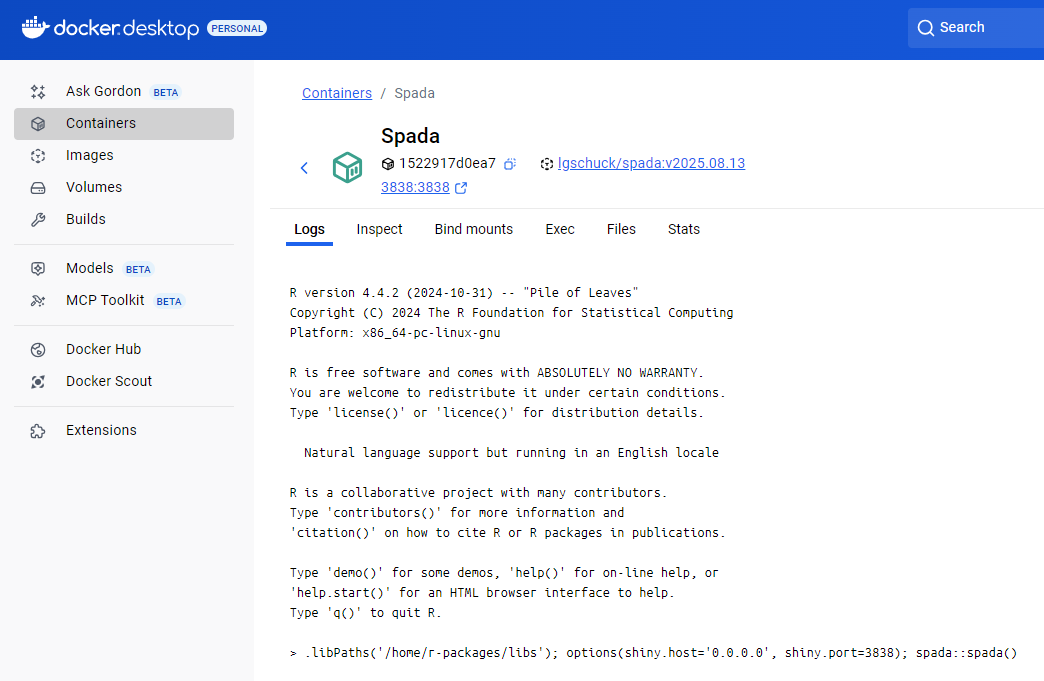 docker.desktop PERSONAL
Search
Ask Gordon BETA
Containers
Images
Volumes
Builds
Models BETA
MCP Toolkit BETA
Docker Hub
Docker Scout
Extensions
Containers / Spada
Spada
1522917d0ea7 lgschuck/spada:v2025.08.13
3838:3838
Logs Inspect Bind mounts Exec Files Stats
R version 4.4.2 (2024-10-31) -- "Pile of Leaves"
Copyright (C) 2024 The R Foundation for Statistical Computing
Platform: x86_64-pc-linux-gnu
R is free software and comes with ABSOLUTELY NO WARRANTY.
You are welcome to redistribute it under certain conditions.
Type 'license()' or 'licence()' for distribution details.
Natural language support but running in an English locale
R is a collaborative project with many contributors.
Type 'contributors()' for more information and
'citation()' on how to cite R or R packages in publications.
Type 'demo()' for some demos, 'help()' for on-line help, or
'help.start()' for an HTML browser interface to help.
Type 'q()' to quit R.
> .libPaths('/home/r-packages/libs'); options(shiny.host='0.0.0.0', shiny.port=3838); spada::spada()